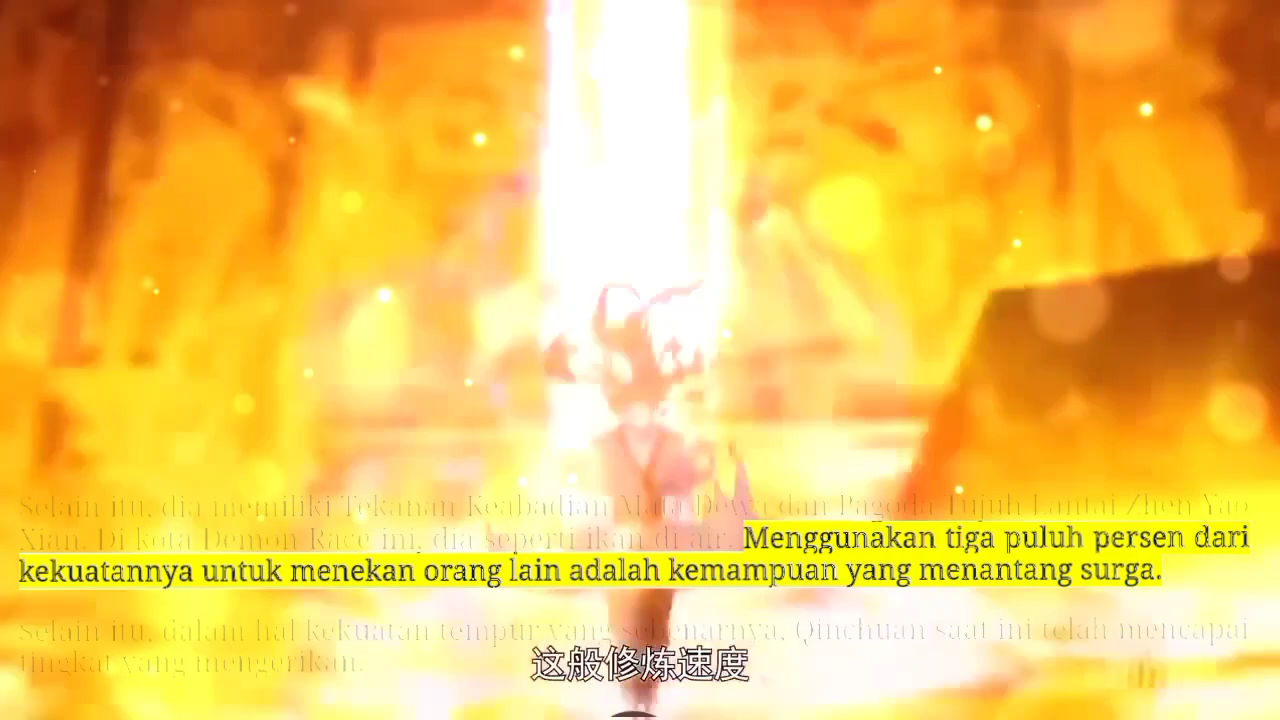 Selain itu, dia memiliki Tekanan Keabadian Mata Dewa dan Pagoda Tujuh Lantai Zhen Yao
Xian. Di kota Demon Race ini, dia seperti ikan di air. Menggunakan tiga puluh persen dari
kekuatannya untuk menekan orang lain adalah kemampuan yang menantang surga.
Selain itu, dalam hal kekuatan tempur yang sebenarnya, Qinchuan saat ini telah mencapai
tingkat yang mengerikan.
这般修炼速度